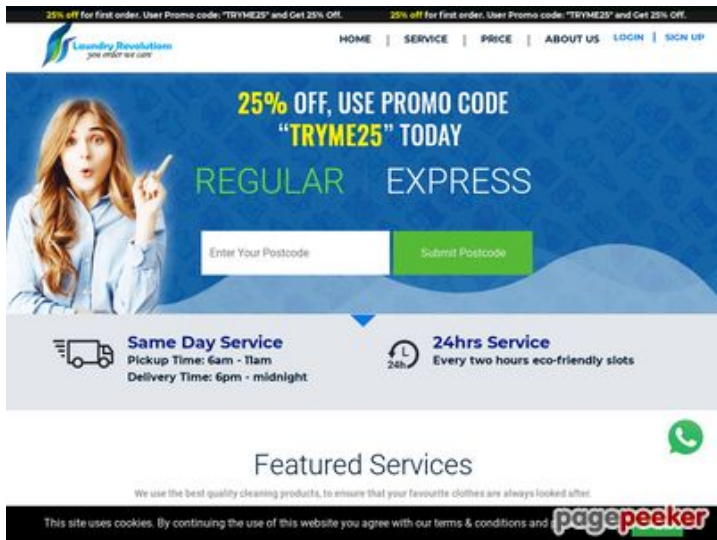 25% off for first order. User Promo code: "TRYME25" and Get 25% Off. 25% off for first order. User Promo code: "TRYME25" and Get 25% Off.
Laundry Revolutions
you order we care
HOME | SERVICE | PRICE | ABOUT US LOGIN | SIGN UP
25% OFF, USE PROMO CODE
“TRYME25” TODAY
REGULAR EXPRESS
Enter Your Postcode Submit Postcode
Same Day Service
Pickup Time: 6am - 11am
Delivery Time: 6pm - midnight
24h
24hrs Service
Every two hours eco-friendly slots
Featured Services
We use the best quality cleaning products, to ensure that your favourite clothes are always looked after.
This site uses cookies. By continuing the use of this website you agree with our terms & conditions and
pagepeeker